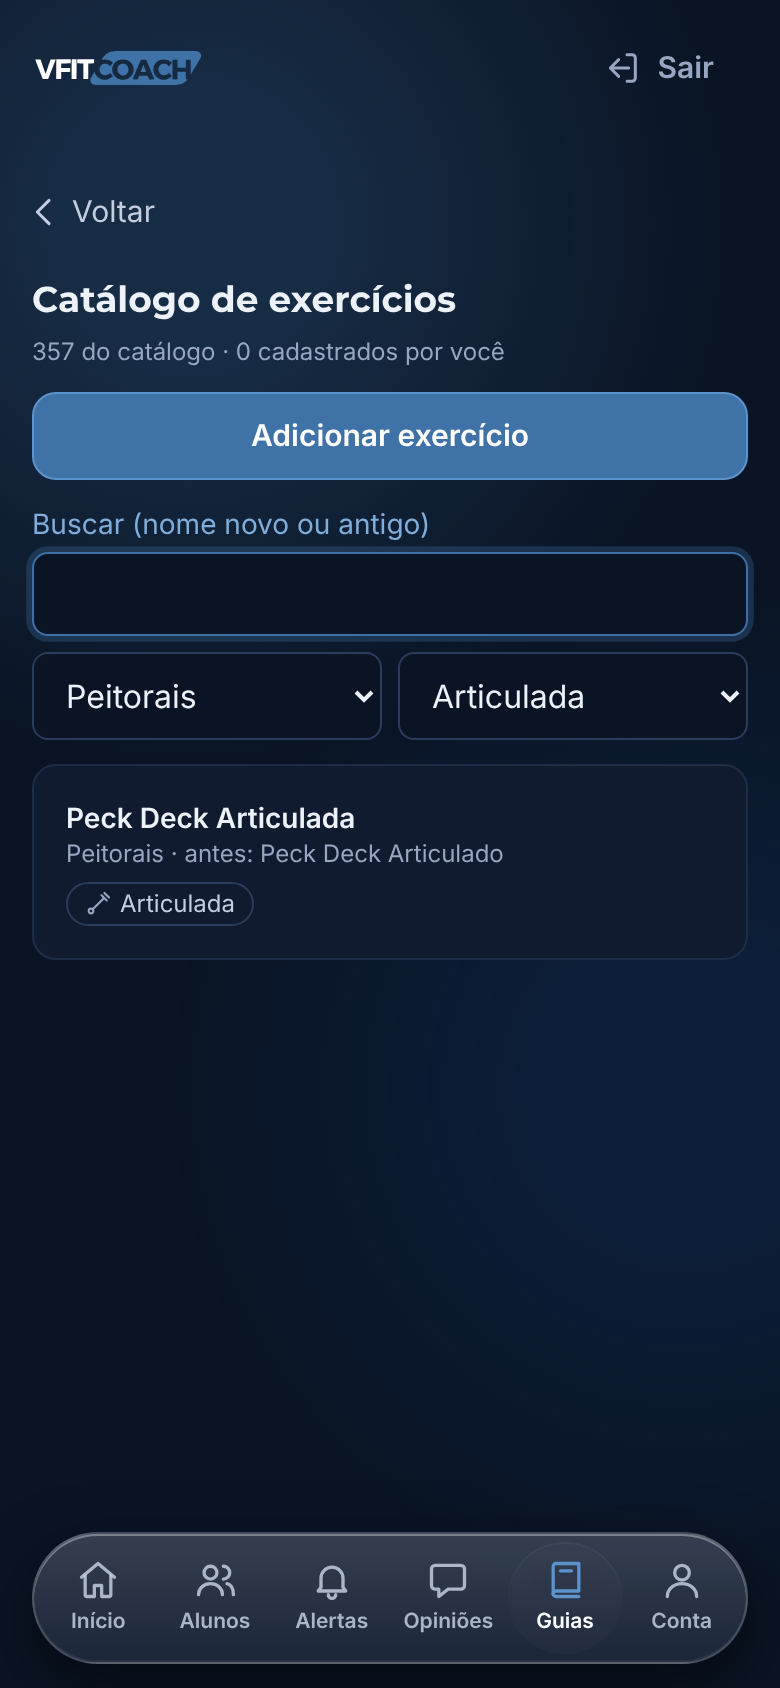 VFITCOACH
Sair
Voltar
Catálogo de exercícios
357 do catálogo · 0 cadastrados por você
Adicionar exercício
Buscar (nome novo ou antigo)
Peitorais
Articulada
Peck Deck Articulada
Peitorais · antes: Peck Deck Articulado
Articulada
Início
Alunos
Alertas
Opiniões
Guias
Conta